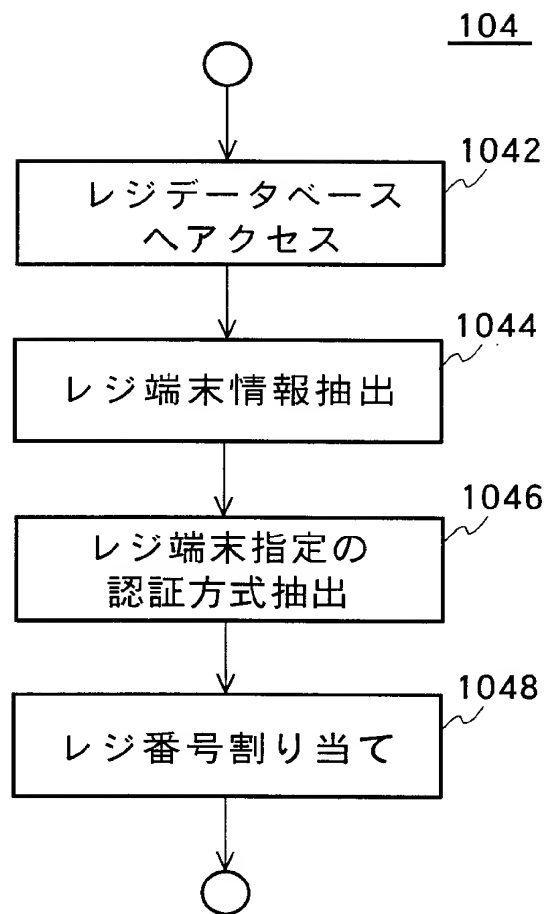 104
1042
レジデータベース
へアクセス
1044
レジ端末情報抽出
1046
レジ端末指定の
認証方式抽出
1048
レジ番号割り当て